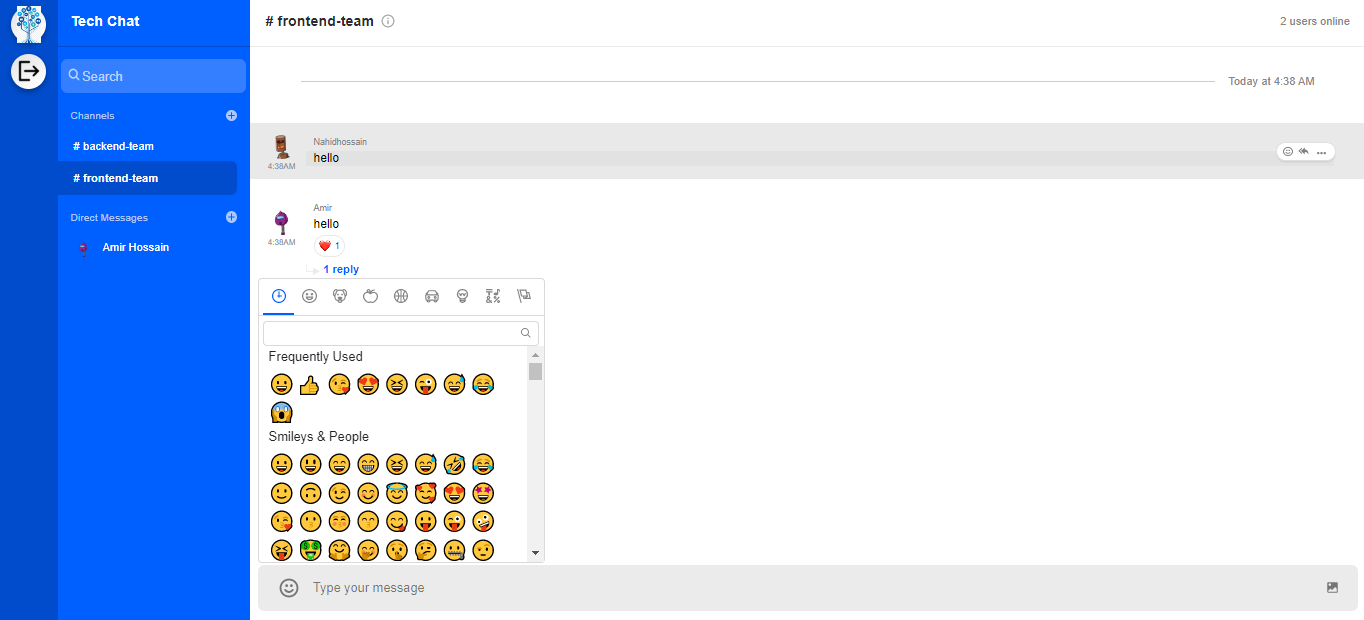 Tech Chat
Search
Channels
# backend-team
# frontend-team
Direct Messages
Amir Hossain
# frontend-team
2 users online
Today at 4:38 AM
Nahidhossain
hello
4:38AM
Amir
hello
4:38AM
❤️ 1
1 reply
Frequently Used
Smileys & People
Type your message